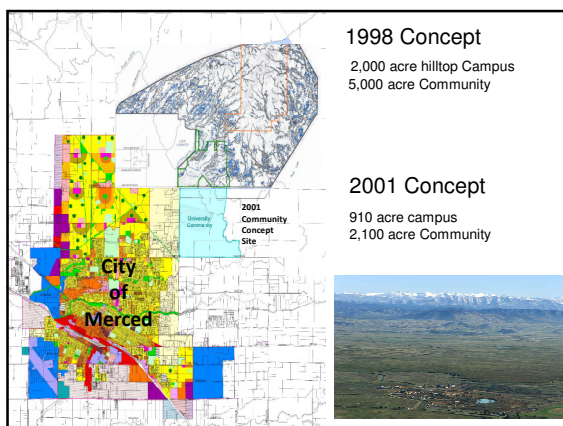 1998 Concept
2,000 acre hilltop Campus
5,000 acre Community
2001 Concept
910 acre campus
2,100 acre Community
2001
Community
Concept
Site
University
Community
City
of
Merced